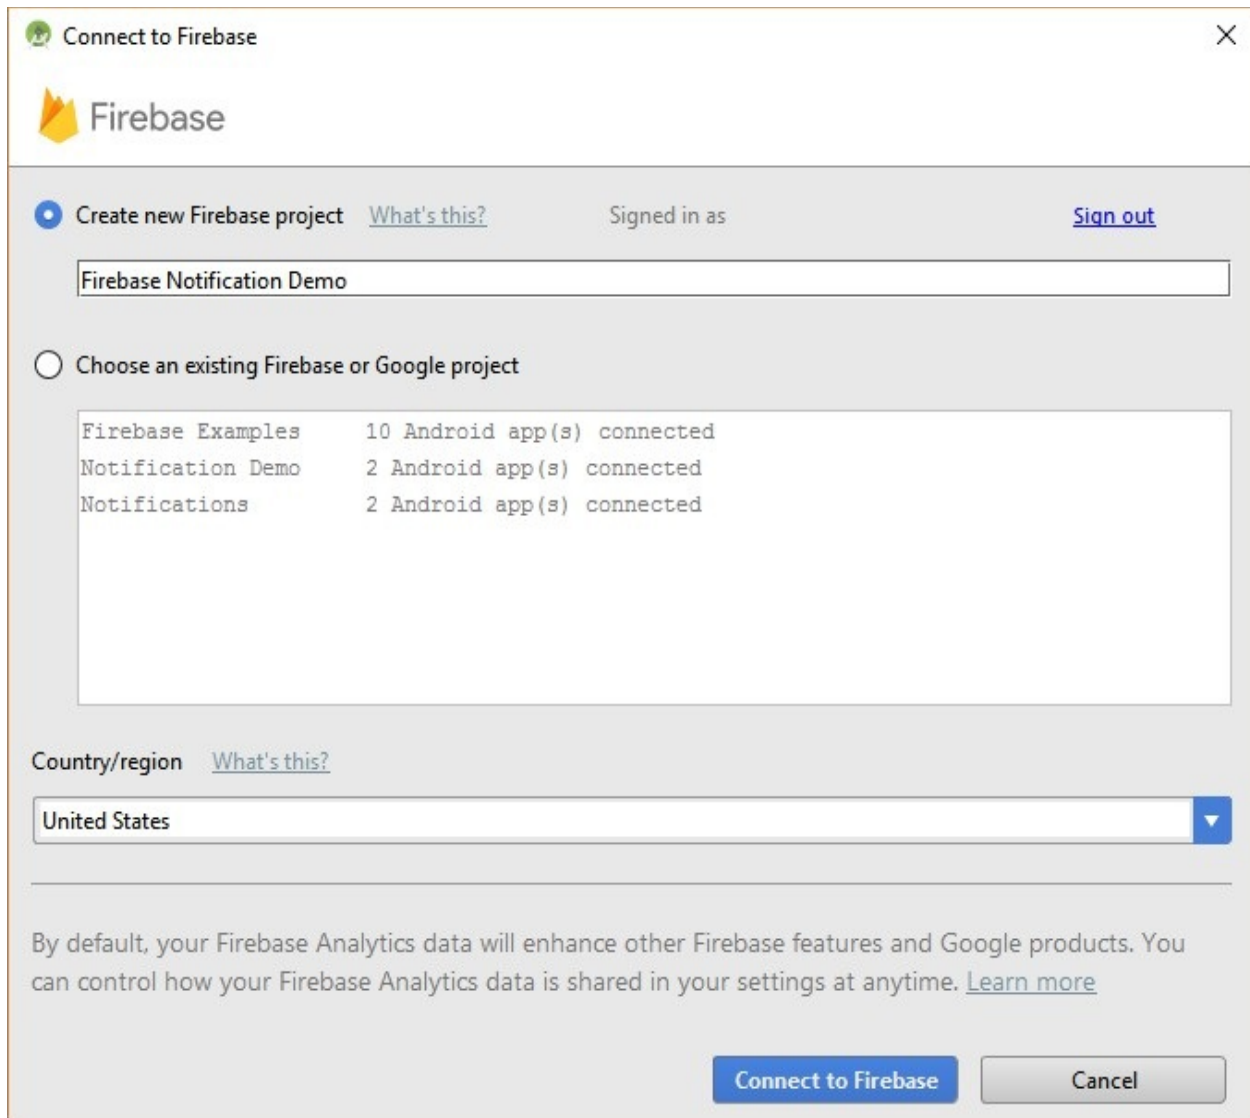 Connect to Firebase
Firebase
Create new Firebase project What's this? Signed in as Sign out
Firebase Notification Demo
Choose an existing Firebase or Google project
Firebase Examples 10 Android app(s) connected
Notification Demo 2 Android app(s) connected
Notifications 2 Android app(s) connected
Country/region What's this?
United States
By default, your Firebase Analytics data will enhance other Firebase features and Google products. You
can control how your Firebase Analytics data is shared in your settings at anytime. Learn more
Connect to Firebase Cancel